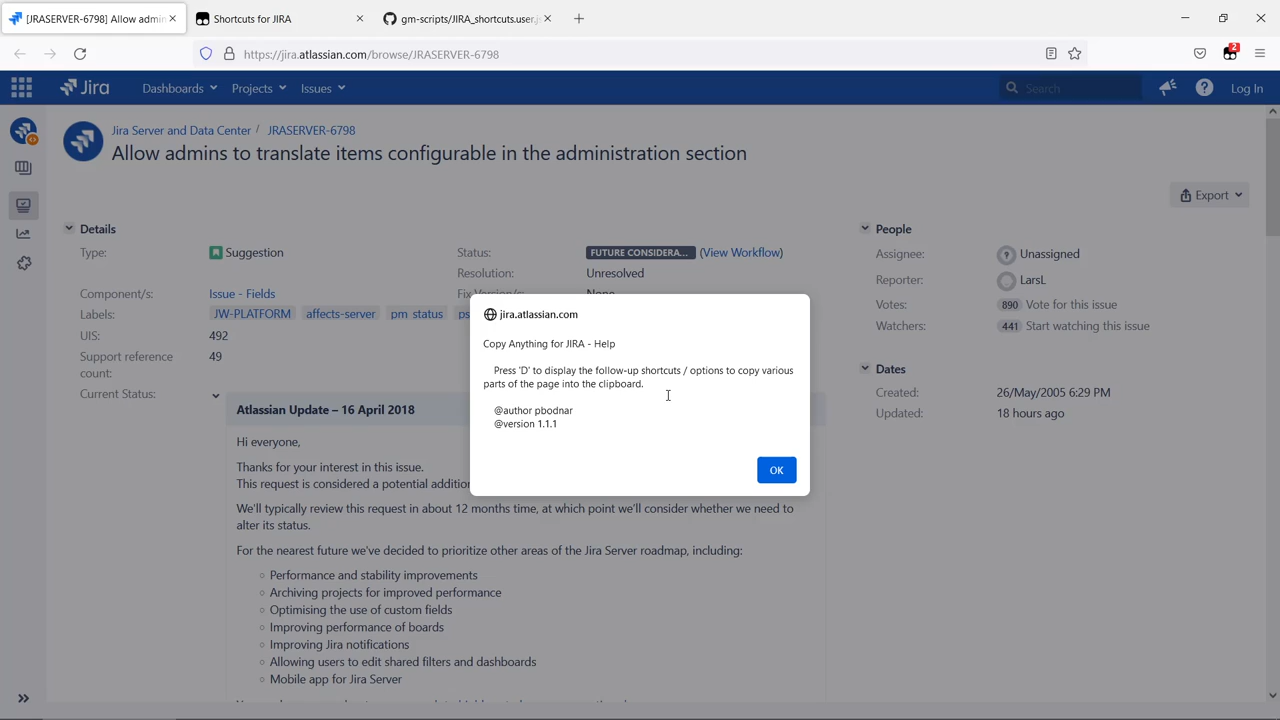 [JRASERVER-6798] Allow admin
Shortcuts for JIRA
gm-scripts/JIRA_shortcuts.user.js
https://jira.atlassian.com/browse/JRASERVER-6798
2
Jira
Dashboards
Projects
Issues
Search
Log In
Jira Server and Data Center / JRASERVER-6798
Allow admins to translate items configurable in the administration section
Export
Details
Type: Suggestion
Status: FUTURE CONSIDERA... (View Workflow)
Resolution: Unresolved
Component/s: Issue - Fields
Fix Version/s: None
Labels: JW-PLATFORM affects-server pm_status
UIS: 492
Support reference count: 49
Current Status:
Atlassian Update – 16 April 2018
Hi everyone,
Thanks for your interest in this issue.
This request is considered a potential addition
We'll typically review this request in about 12 months time, at which point we'll consider whether we need to
alter its status.
For the nearest future we've decided to prioritize other areas of the Jira Server roadmap, including:
Performance and stability improvements
Archiving projects for improved performance
Optimising the use of custom fields
Improving performance of boards
Improving Jira notifications
Allowing users to edit shared filters and dashboards
Mobile app for Jira Server
jira.atlassian.com
Copy Anything for JIRA - Help
Press 'D' to display the follow-up shortcuts / options to copy various
parts of the page into the clipboard.
@author pbodnar
@version 1.1.1
OK
People
Assignee: Unassigned
Reporter: LarsL
Votes: 890 Vote for this issue
Watchers: 441 Start watching this issue
Dates
Created: 26/May/2005 6:29 PM
Updated: 18 hours ago